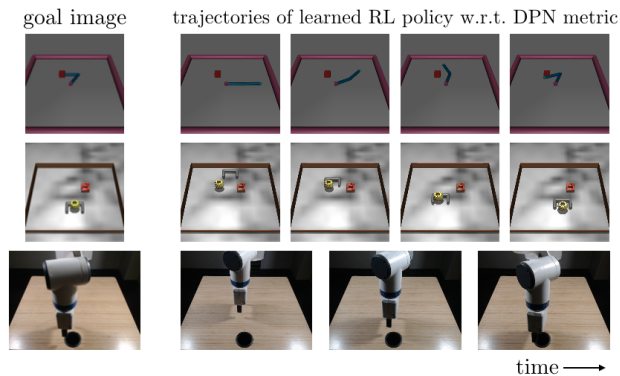 goal image
trajectories of learned RL policy w.r.t. DPN metric
time